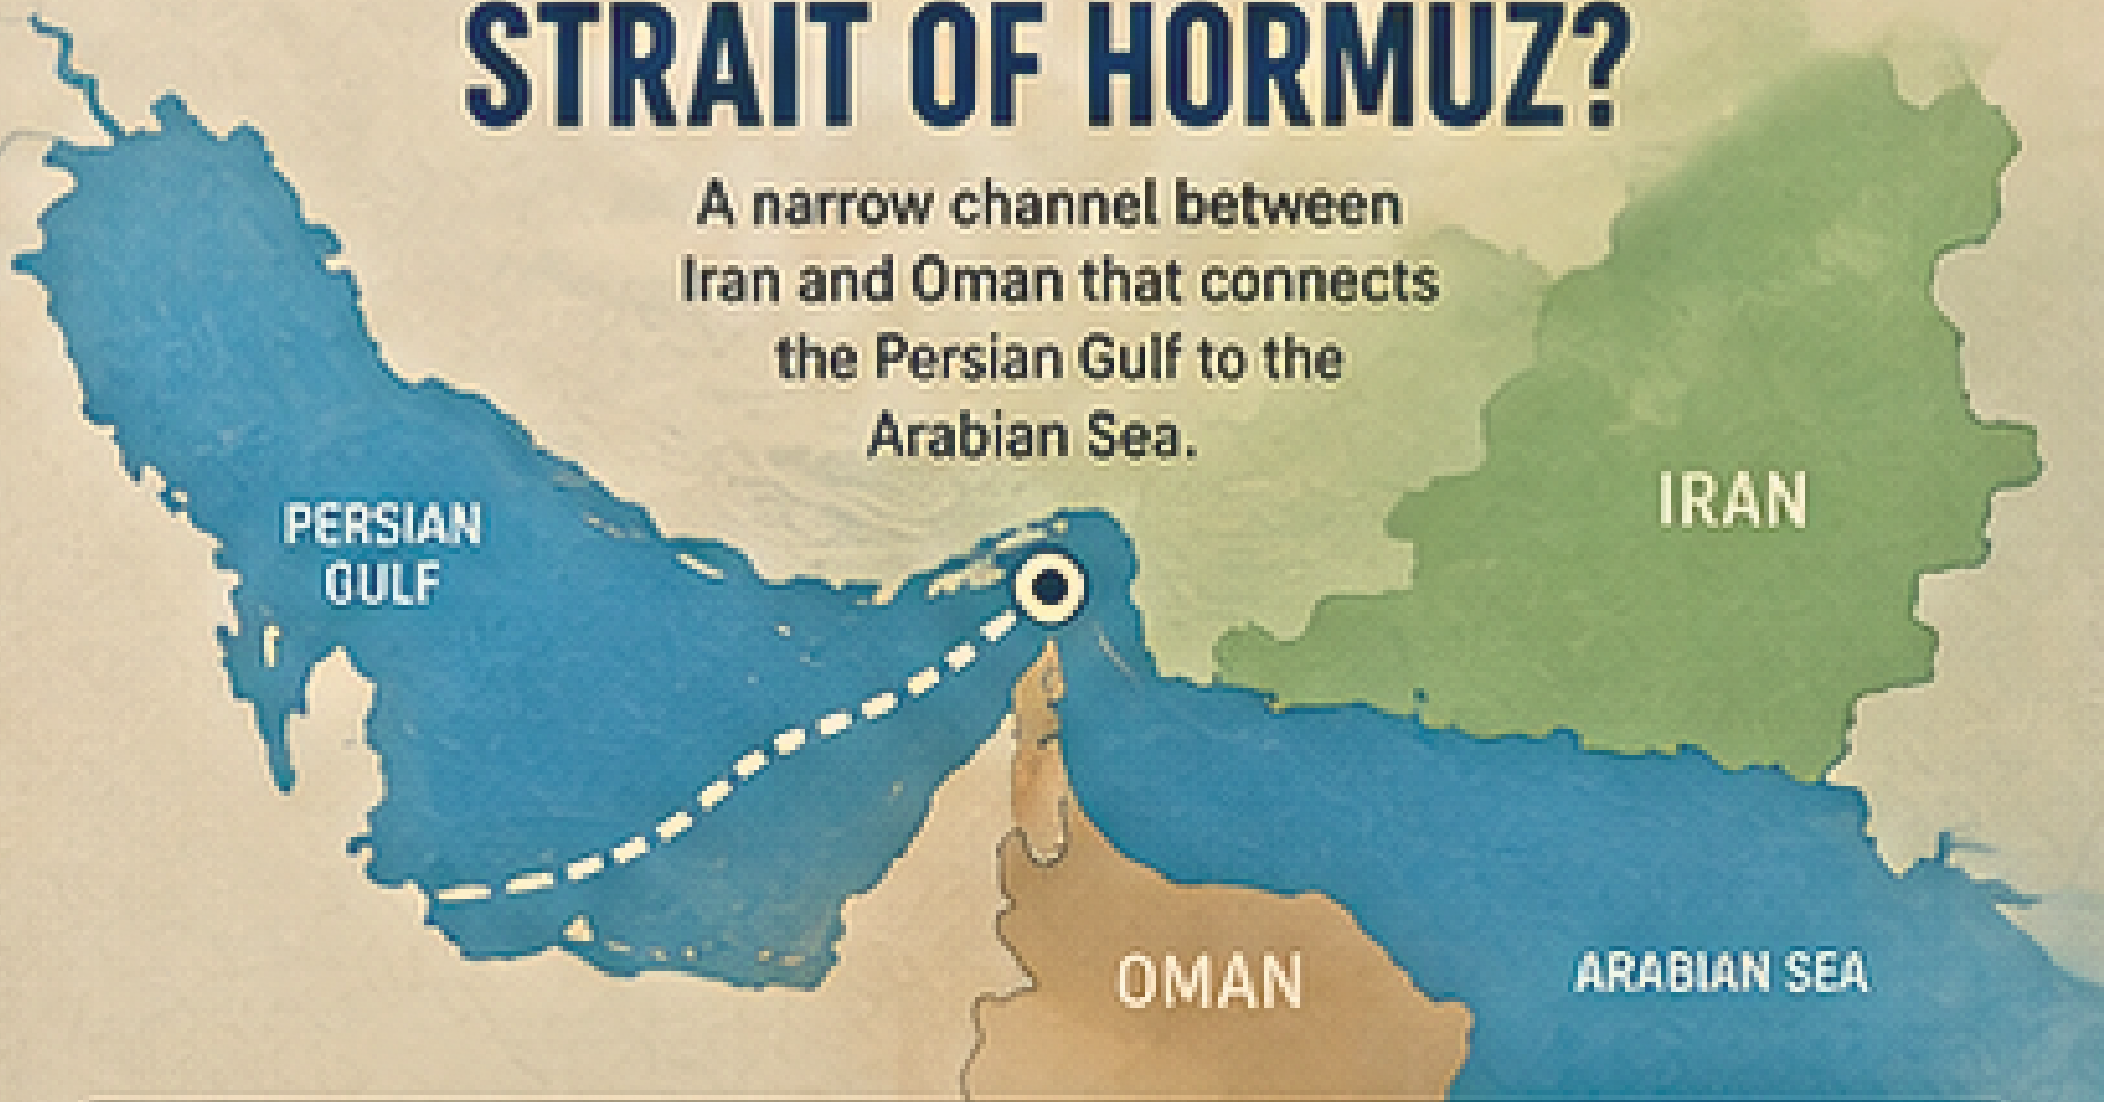 STRAIT OF HORMUZ?
A narrow channel between
Iran and Oman that connects
the Persian Gulf to the
Arabian Sea.
IRAN
PERSIAN
GULF
OMAN
ARABIAN SEA